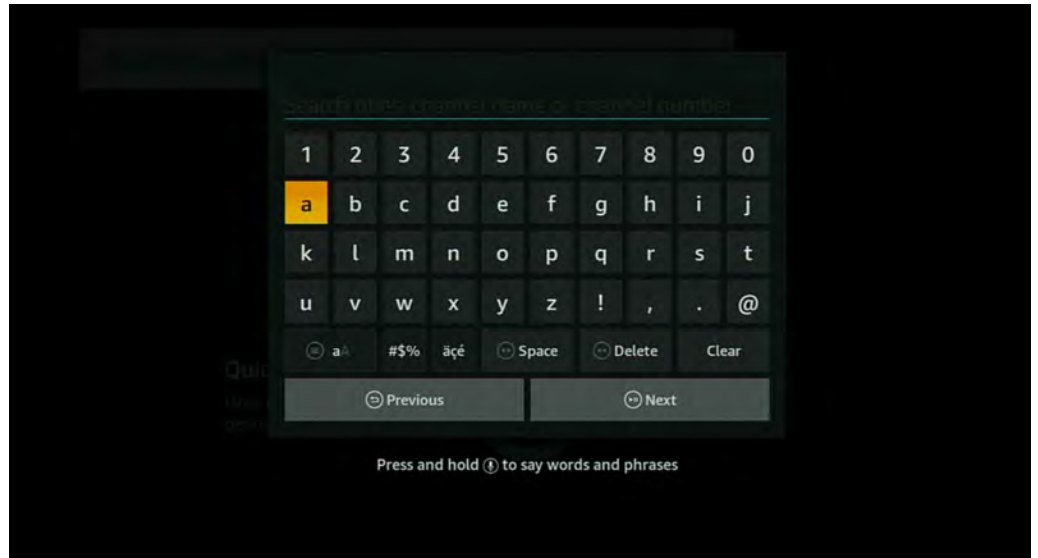 Search titles, channel name or channel number
1 2 3 4 5 6 7 8 9 0
a b c d e f g h i j
k l m n o p q r s t
u v w x y z ! , . @
aA #$% äçé Space Delete Clear
Quic
Previous Next
Press and hold to say words and phrases